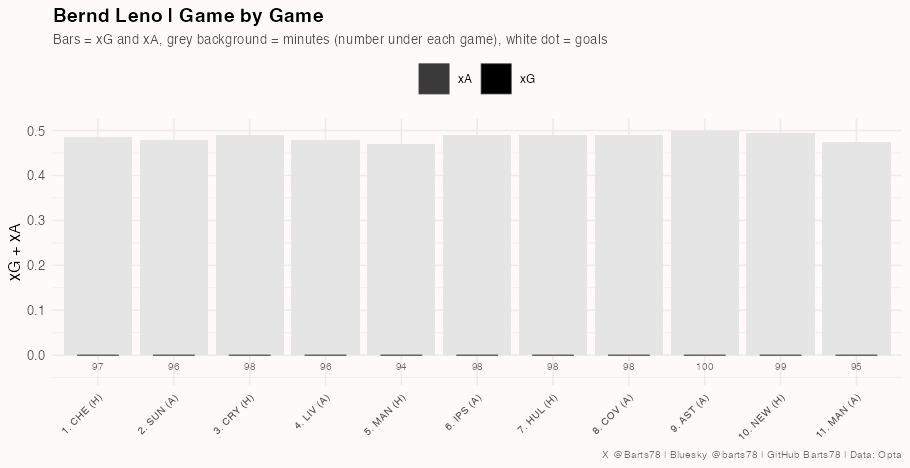 Bernd Leno | Game by Game
Bars = xG and xA, grey background = minutes (number under each game), white dot = goals
xA xG
xG + xA
0.5
0.4
0.3
0.2
0.1
0.0
97 96 98 96 94 98 98 98 100 99 95
1. CHE (H) 2. SUN (A) 3. CRY (H) 4. LIV (A) 5. MAN (H) 6. IPS (A) 7. HUL (H) 8. COV (A) 9. AST (A) 10. NEW (H) 11. MAN (A)
X @Barts78 | Bluesky @barts78 | GitHub Barts78 | Data: Opta